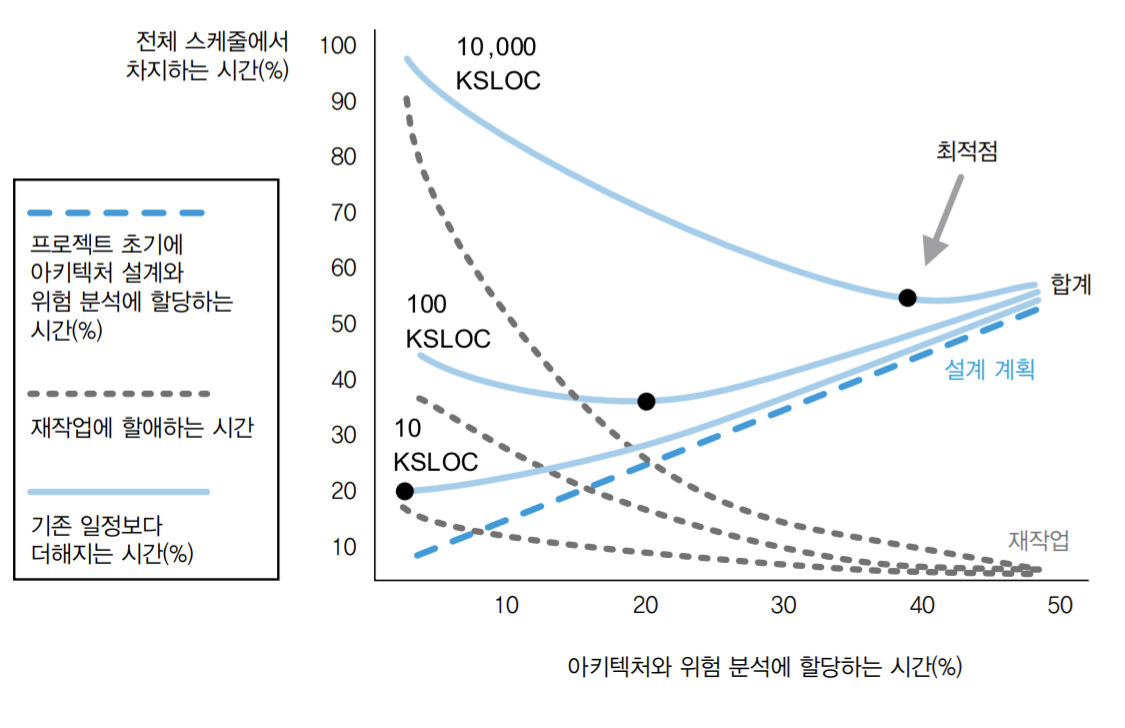 전체 스케줄에서
차지하는 시간(%)
100
90
80
70
60
50
40
30
20
10
10,000
KSLOC
최적점
합계
100
KSLOC
설계 계획
10
KSLOC
재작업
10
20
30
40
50
아키텍처와 위험 분석에 할당하는 시간(%)
프로젝트 초기에
아키텍처 설계와
위험 분석에 할당하는
시간(%)
재작업에 할애하는 시간
기존 일정보다
더해지는 시간(%)